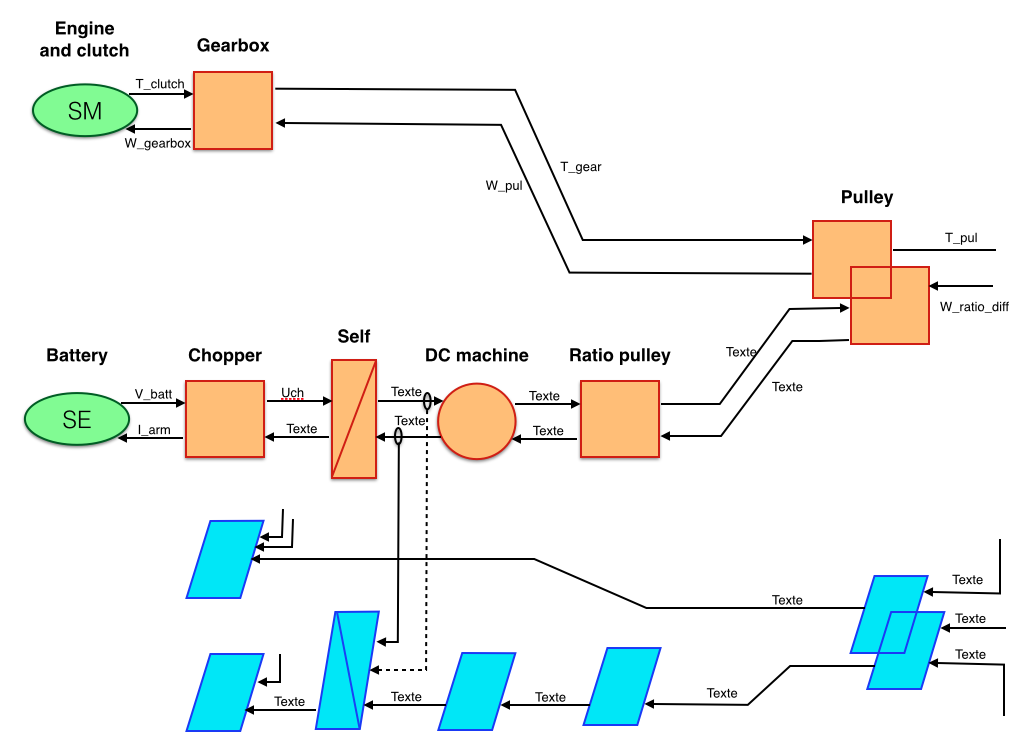 Engine
and clutch
Gearbox
T_clutch
SM
W_gearbox
T_gear
W_pul
Pulley
T_pul
W_ratio_diff
Self
Battery
Chopper
DC machine
Ratio pulley
Texte
V_batt
Uch
Texte
Texte
Texte
SE
I_arm
Texte
Texte
Texte
Texte
Texte
Texte
Texte
Texte
Texte
Texte
Texte
Texte
Texte